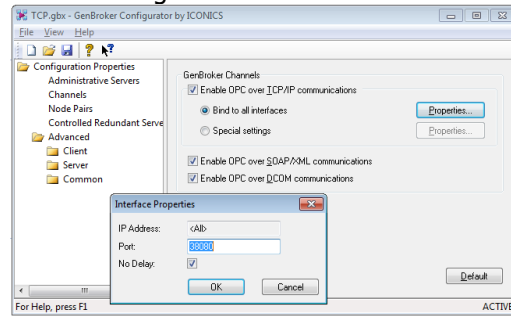 TCP.gbx - GenBroker Configurator by ICONICS
File View Help
Configuration Properties
Administrative Servers
Channels
Node Pairs
Controlled Redundant Serve
Advanced
Client
Server
Common
GenBroker Channels
Enable OPC over TCP/IP communications
Bind to all interfaces
Properties...
Special settings
Properties...
Enable OPC over SOAP/XML communications
Enable OPC over DCOM communications
Interface Properties
IP Address: <All>
Port: 38080
No Delay:
OK Cancel
Default
For Help, press F1
ACTIVE